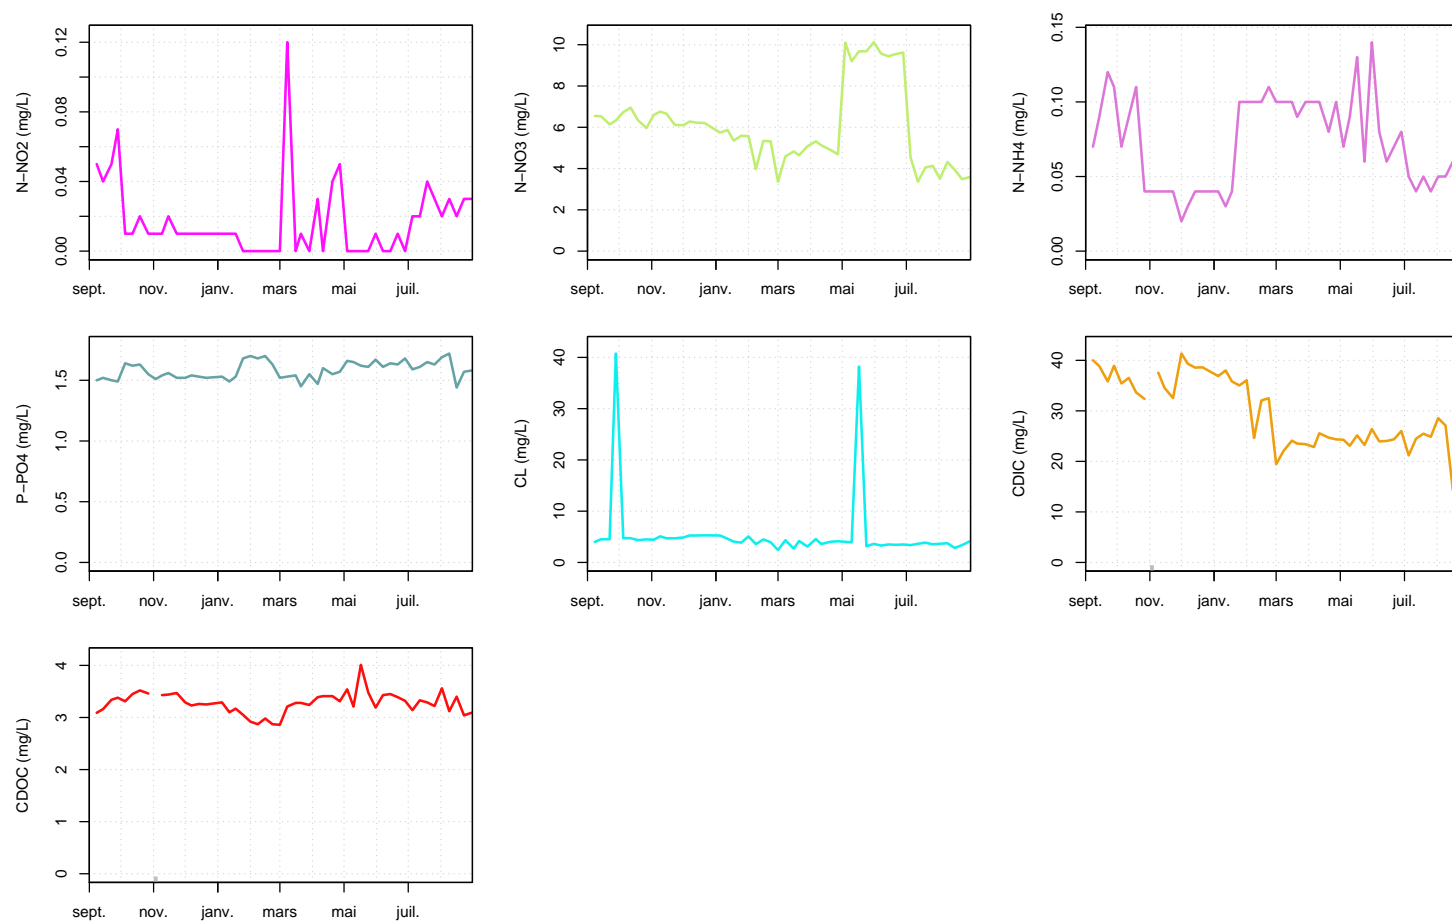 N−NO2 (mg/L)
0.00
0.04
0.08
0.12
sept.
nov.
janv.
mars
mai
juil.
N−NO3 (mg/L)
0
2
4
6
8
10
sept.
nov.
janv.
mars
mai
juil.
N−NH4 (mg/L)
0.00
0.05
0.10
0.15
sept.
nov.
janv.
mars
mai
juil.
P−PO4 (mg/L)
0.0
0.5
1.0
1.5
sept.
nov.
janv.
mars
mai
juil.
CL (mg/L)
0
10
20
30
40
sept.
nov.
janv.
mars
mai
juil.
CDIC (mg/L)
0
10
20
30
40
sept.
nov.
janv.
mars
mai
juil.
CDOC (mg/L)
0
1
2
3
4
sept.
nov.
janv.
mars
mai
juil.